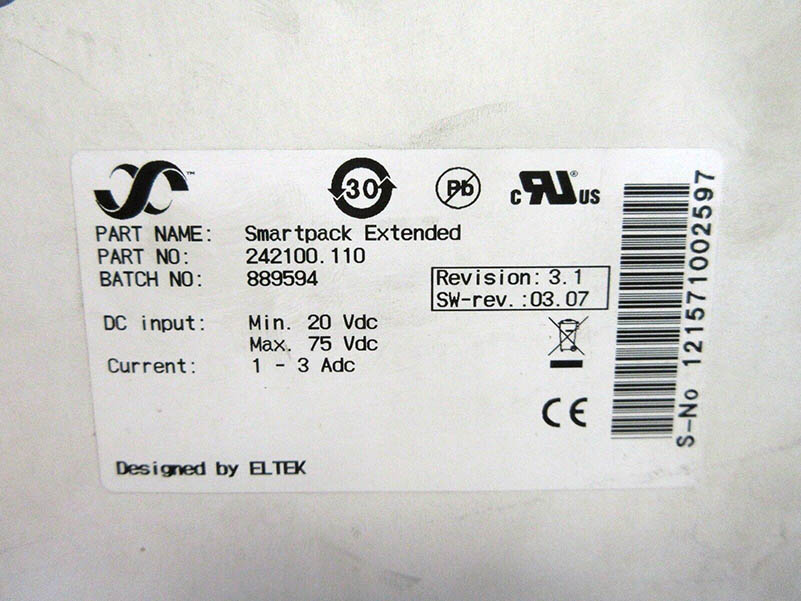 ™
30
Pb
c RU ® US
PART NAME: Smartpack Extended
PART NO: 242100.110
BATCH NO: 889594
Revision: 3.1
SW-rev.:03.07
DC input: Min. 20 Vdc
Max. 75 Vdc
Current: 1 - 3 Adc
CE
Designed by ELTEK
S-No 121571002597